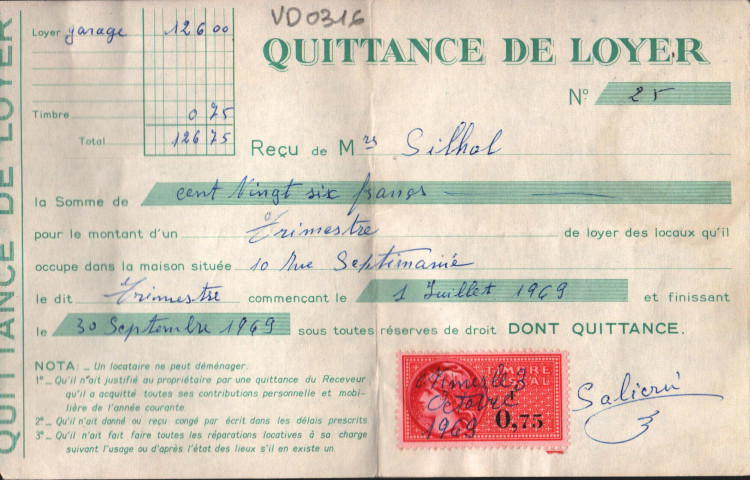 VD0316
QUITTANCE DE LOYER
QUITTANCE DE LOYER
Loyer garage 126 00
Timbre 0 75
Total 126 75
N° 25
Reçu de Mrs Silhol
la Somme de cent Vingt six francs
pour le montant d'un Trimestre de loyer des locaux qu'il
occupe dans la maison située 10 Rue Septimanie
le dit Trimestre commençant le 1 Juillet 1969 et finissant
le 30 Septembre 1969 sous toutes réserves de droit DONT QUITTANCE.
NOTA: _ Un locataire ne peut déménager.
1°_ Qu'il n'ait justifié au propriétaire par une quittance du Receveur
qu'il a acquitté toutes ses contributions personnelle et mobi-
lière de l'année courante.
2°_ Qu'il n'ait donné ou reçu congé par écrit dans les délais prescrits
3°_ Qu'il n'ait fait faire toutes les réparations locatives à sa charge
suivant l'usage ou d'après l'état des lieux s'il en existe un.
TIMBRE
FISCAL
Nimes le 3
Octobre
1969
0,75
Salicru